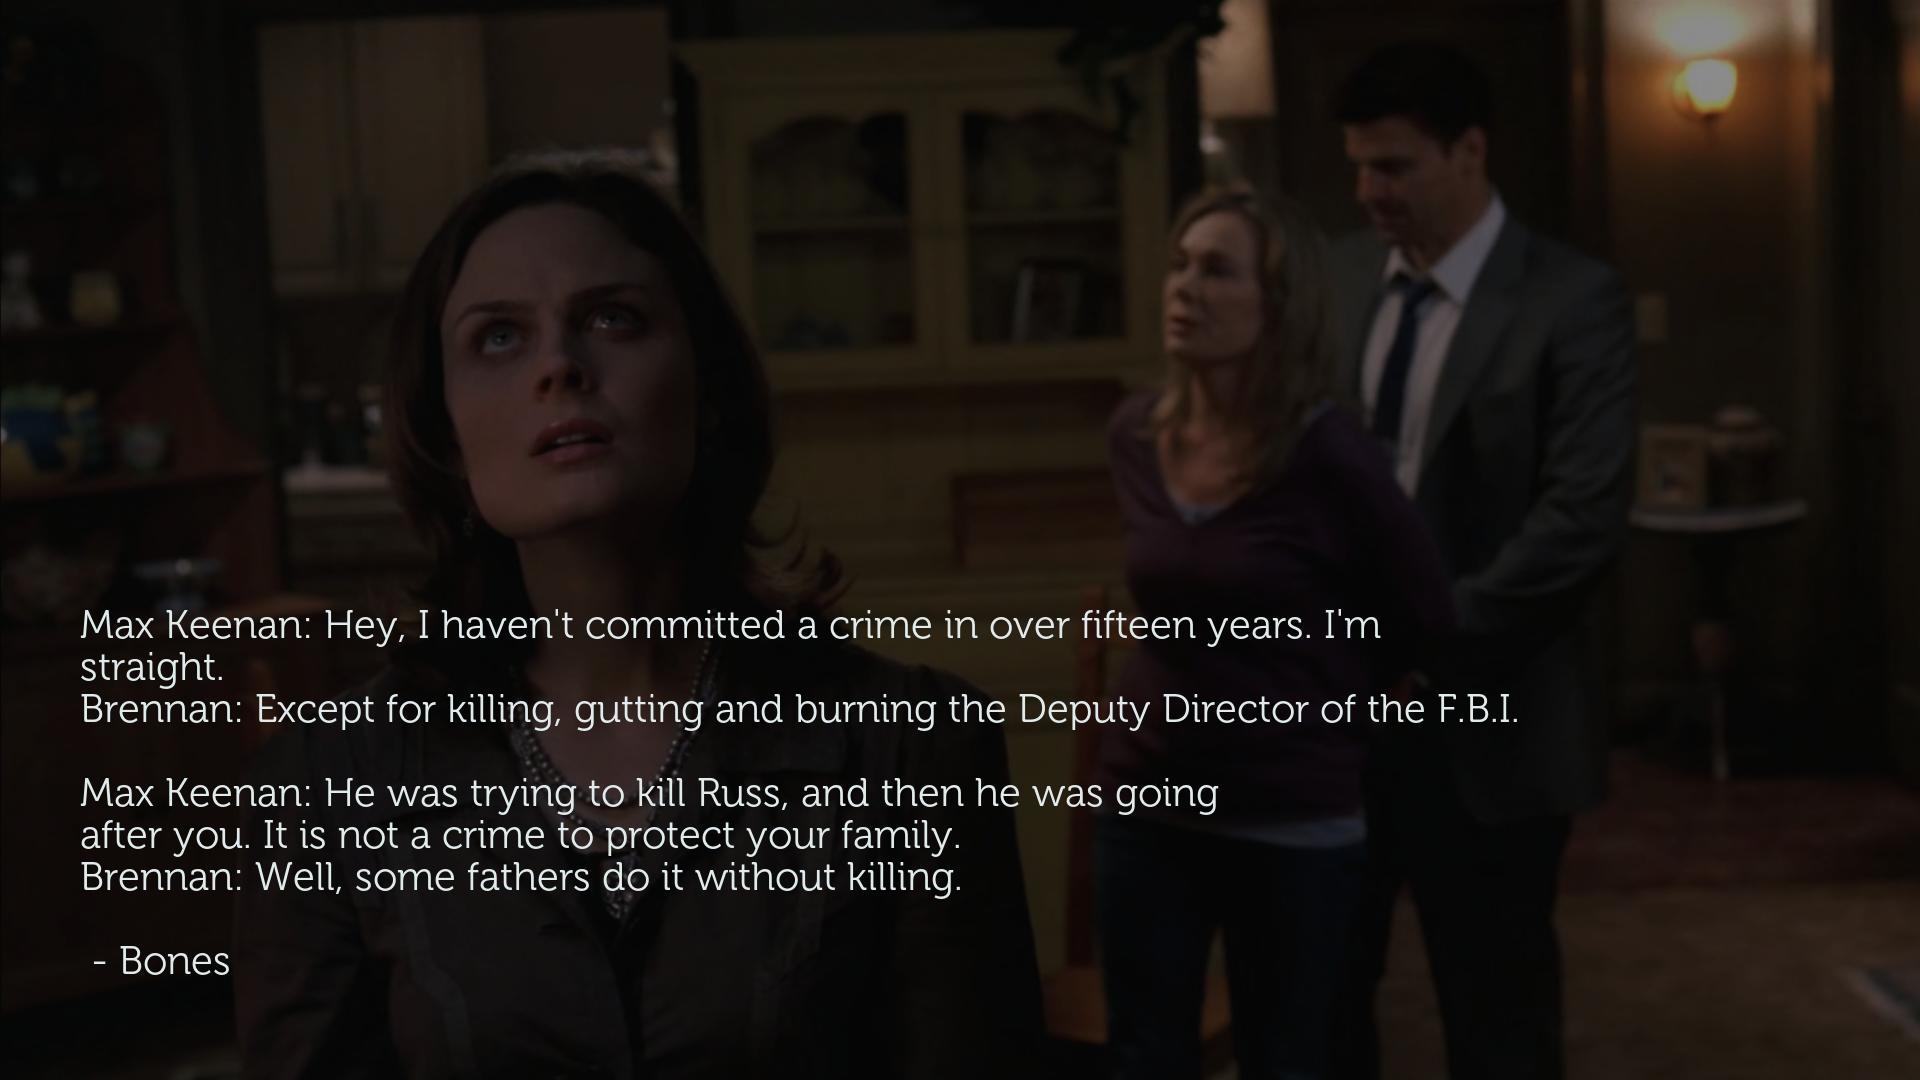 Max Keenan: Hey, I haven't committed a crime in over fifteen years. I'm
straight.
Brennan: Except for killing, gutting and burning the Deputy Director of the F.B.I.
Max Keenan: He was trying to kill Russ, and then he was going
after you. It is not a crime to protect your family.
Brennan: Well, some fathers do it without killing.
- Bones